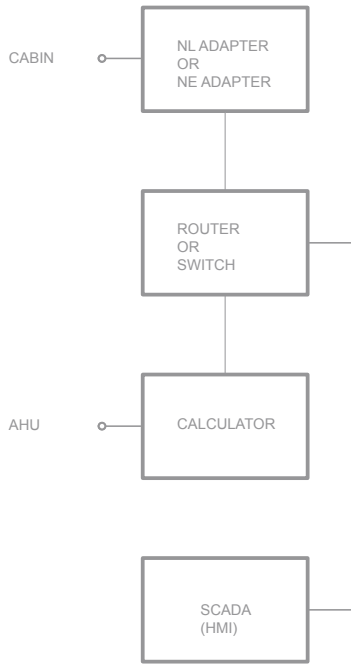 CABIN
NL ADAPTER
OR
NE ADAPTER
ROUTER
OR
SWITCH
AHU
CALCULATOR
SCADA
(HMI)